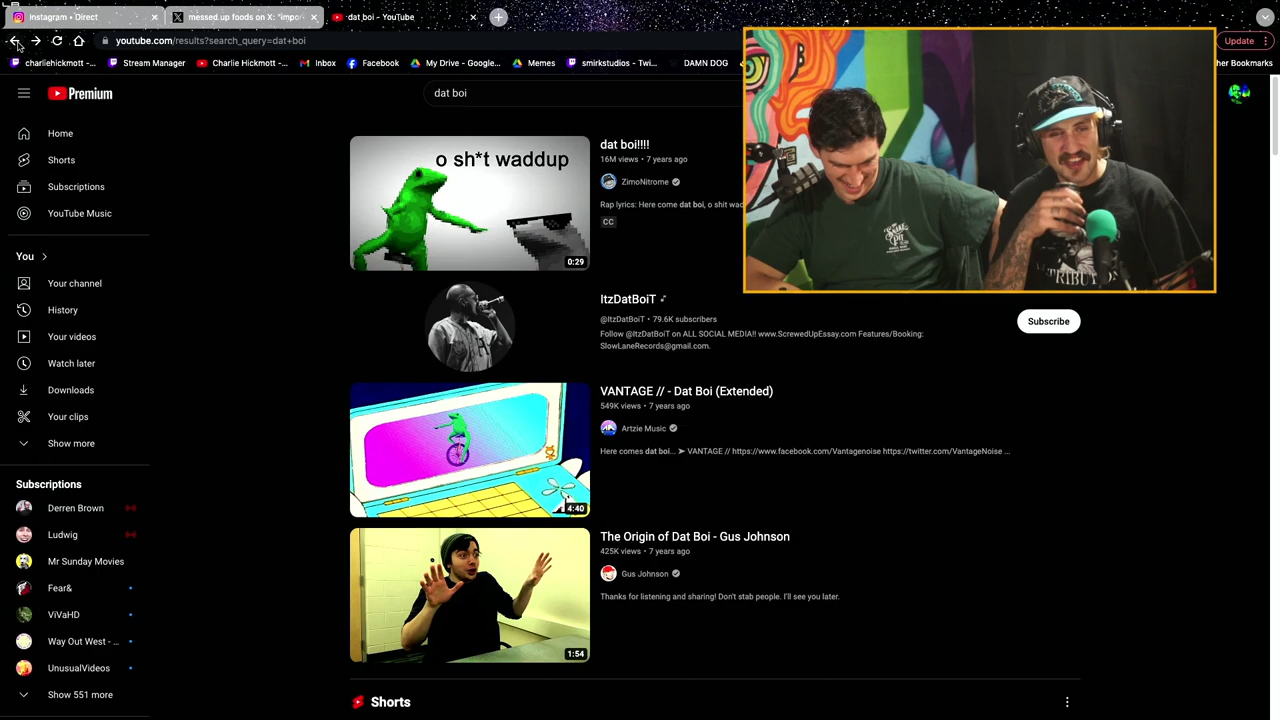 Instagram • Direct
messed up foods on X: "impo
dat boi - YouTube
youtube.com/results?search_query=dat+boi
Update
charliehickmott -...
Stream Manager
Charlie Hickmott - ...
Inbox
Facebook
My Drive - Google...
Memes
smirkstudios - Twi...
DAMN DOG
her Bookmarks
Premium
dat boi
Home
Shorts
Subscriptions
YouTube Music
You
Your channel
History
Your videos
Watch later
Downloads
Your clips
Show more
Subscriptions
Derren Brown
Ludwig
Mr Sunday Movies
Fear&
ViVaHD
Way Out West - ...
UnusualVideos
Show 551 more
o sh*t waddup
0:29
dat boi!!!!
16M views • 7 years ago
ZimoNitrome
Rap lyrics: Here come dat boi, o shit wad
CC
ItzDatBoiT
@ItzDatBoiT • 79.6K subscribers
Follow @ItzDatBoiT on ALL SOCIAL MEDIA!! www.ScrewedUpEssay.com Features/Booking:
SlowLaneRecords@gmail.com.
Subscribe
4:40
VANTAGE // - Dat Boi (Extended)
549K views • 7 years ago
Artzie Music
Here comes dat boi... ➤ VANTAGE // https://www.facebook.com/Vantagenoise https://twitter.com/VantageNoise ...
1:54
The Origin of Dat Boi - Gus Johnson
425K views • 7 years ago
Gus Johnson
Thanks for listening and sharing! Don't stab people. I'll see you later.
Shorts